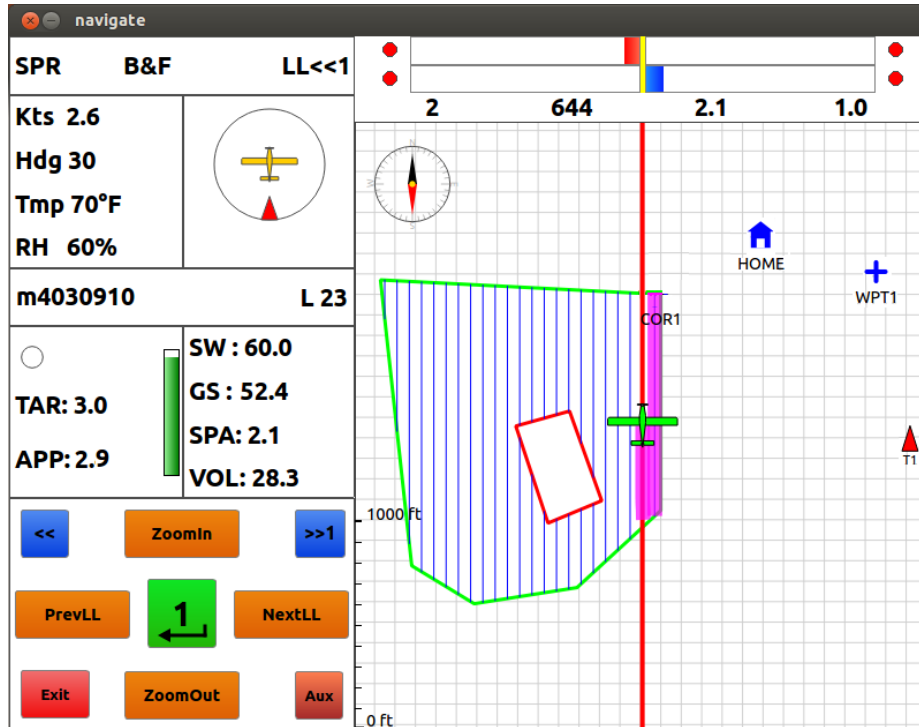 navigate
SPR B&F LL<<1
2 644 2.1 1.0
Kts 2.6
Hdg 30
Tmp 70°F
RH 60%
m4030910 L 23
TAR: 3.0
APP: 2.9
SW : 60.0
GS : 52.4
SPA: 2.1
VOL: 28.3
<< ZoomIn >>1
PrevLL 1 NextLL
Exit ZoomOut Aux
N
W E
S
HOME
WPT1
COR1
T1
1000 ft
0 ft